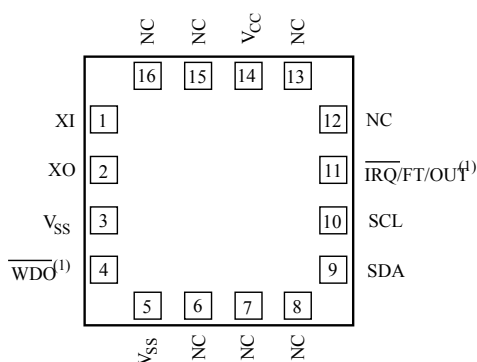 NC NC VCC NC
16 15 14 13
XI 1 12 NC
XO 2 11 IRQ/FT/OUT(1)
VSS 3 10 SCL
WDO(1) 4 9 SDA
5 6 7 8
VSS NC NC NC